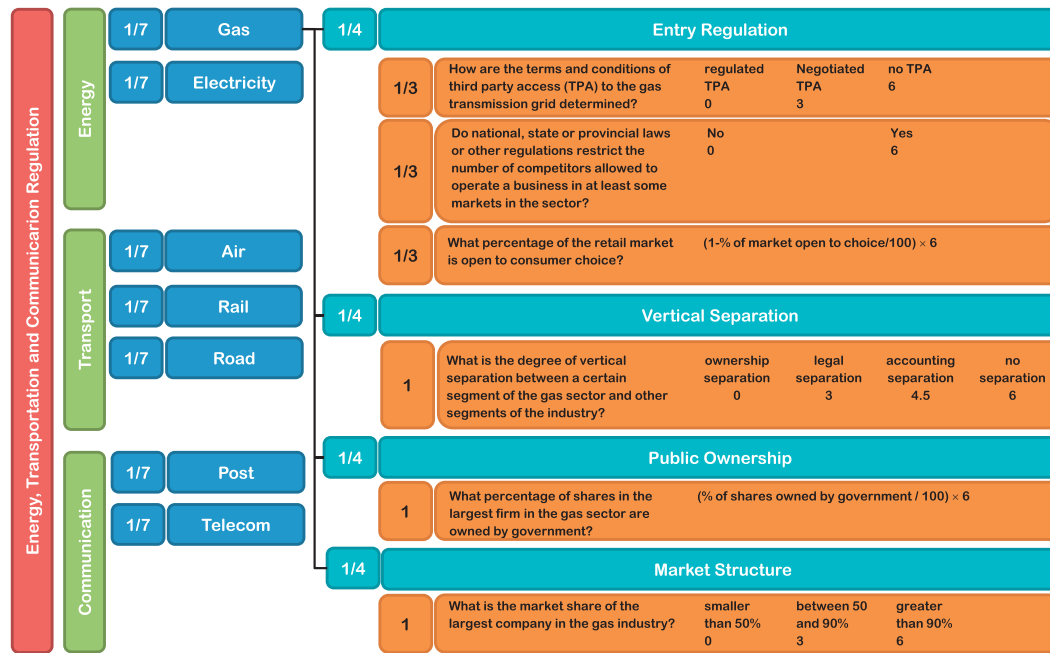 Energy, Transportation and Communicarion Regulation
Energy
1/7
Gas
1/7
Electricity
Transport
1/7
Air
1/7
Rail
1/7
Road
Communication
1/7
Post
1/7
Telecom
1/4
Entry Regulation
1/3
How are the terms and conditions of
third party access (TPA) to the gas
transmission grid determined?
regulated
TPA
0
Negotiated
TPA
3
no TPA
6
1/3
Do national, state or provincial laws
or other regulations restrict the
number of competitors allowed to
operate a business in at least some
markets in the sector?
No
0
Yes
6
1/3
What percentage of the retail market
is open to consumer choice?
(1-% of market open to choice/100) × 6
1/4
Vertical Separation
1
What is the degree of vertical
separation between a certain
segment of the gas sector and other
segments of the industry?
ownership
separation
0
legal
separation
3
accounting
separation
4.5
no
separation
6
1/4
Public Ownership
1
What percentage of shares in the
largest firm in the gas sector are
owned by government?
(% of shares owned by government / 100) × 6
1/4
Market Structure
1
What is the market share of the
largest company in the gas industry?
smaller
than 50%
0
between 50
and 90%
3
greater
than 90%
6